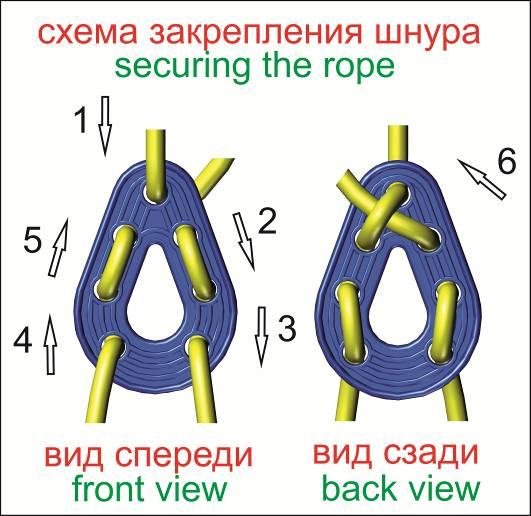 схема закрепления шнура
securing the rope
1
2
3
4
5
6
вид спереди
front view
вид сзади
back view